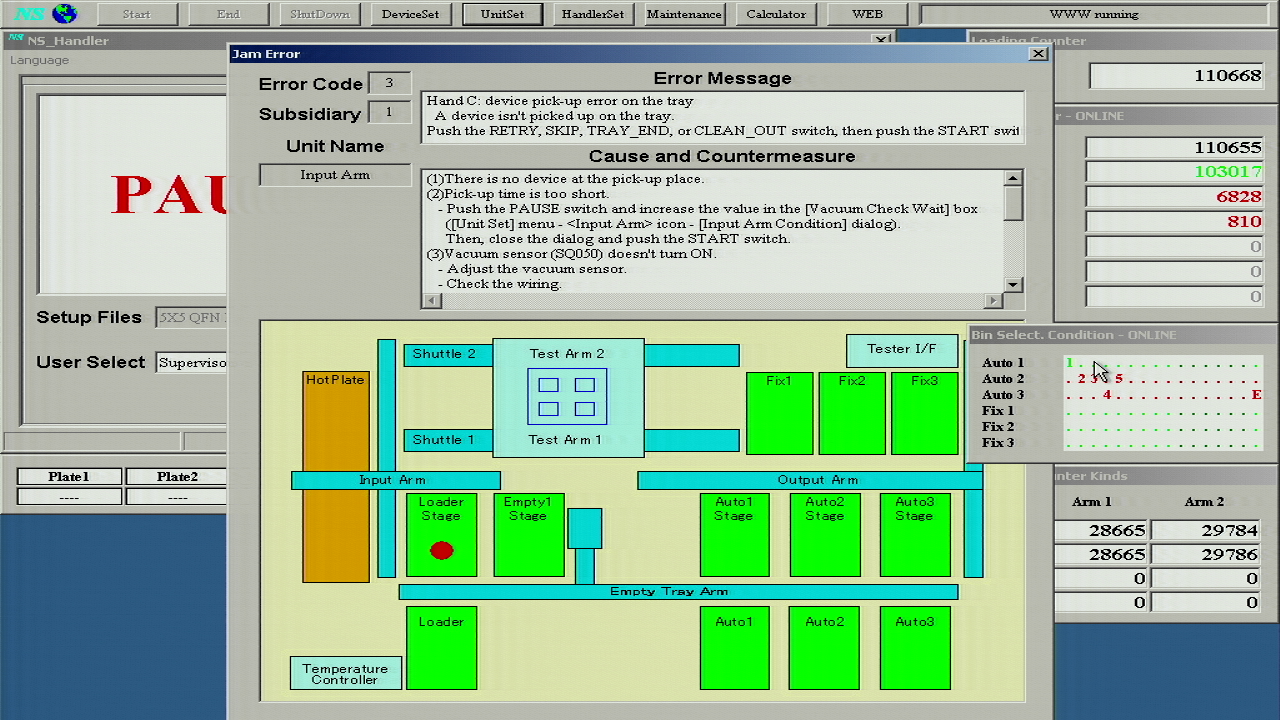 NS Start End ShutDown DeviceSet UnitSet HandlerSet Maintenance Calculator WEB WWW running
NS NS_Handler
Language
PAU
Setup Files 5X5 QFN
User Select Superviso
Plate1 Plate2
---- ----
Jam Error
Error Code 3
Subsidiary 1
Unit Name
Input Arm
Error Message
Hand C: device pick-up error on the tray
A device isn't picked up on the tray.
Push the RETRY, SKIP, TRAY_END, or CLEAN_OUT switch, then push the START swit
Cause and Countermeasure
(1)There is no device at the pick-up place.
(2)Pick-up time is too short.
- Push the PAUSE switch and increase the value in the [Vacuum Check Wait] box
([Unit Set] menu - <Input Arm> icon - [Input Arm Condition] dialog).
Then, close the dialog and push the START switch.
(3)Vacuum sensor (SQ050) doesn't turn ON.
- Adjust the vacuum sensor.
- Check the wiring.
HotPlate
Shuttle 2
Test Arm 2
Tester I/F
Fix1 Fix2 Fix3
Shuttle 1
Test Arm 1
Input Arm
Output Arm
Loader
Stage
Empty1
Stage
Auto1
Stage
Auto2
Stage
Auto3
Stage
Empty Tray Arm
Loader
Auto1 Auto2 Auto3
Temperature
Controller
Loading Counter
110668
r - ONLINE
110655
103017
6828
810
0
0
0
Bin Select. Condition - ONLINE
Auto 1 1 . . . . . . . . . . . . . .
Auto 2 . 2 3 . 5 . . . . . . . . . . .
Auto 3 . . . 4 . . . . . . . . . . . E
Fix 1 . . . . . . . . . . . . . . . .
Fix 2 . . . . . . . . . . . . . . . .
Fix 3 . . . . . . . . . . . . . . . .
nter Kinds
Arm 1 Arm 2
28665 29784
28665 29786
0 0
0 0